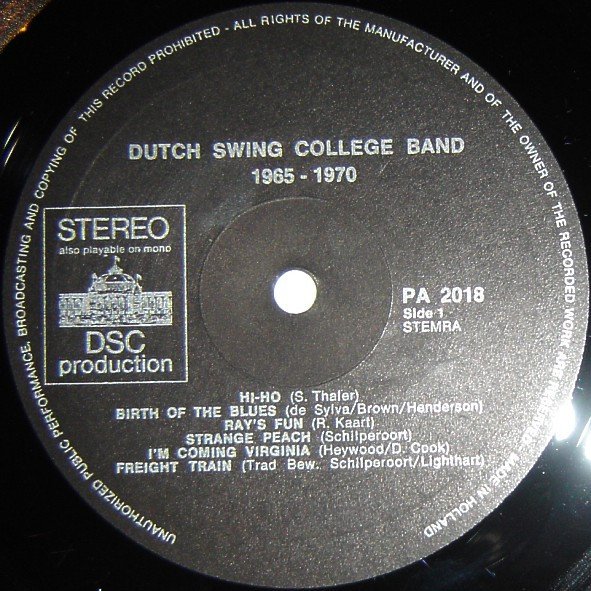 ALL RIGHTS OF THE MANUFACTURER AND OF THE OWNER OF THE RECORDED WORK MADE IN HOLLAND
UNAUTHORIZED PUBLIC PERFORMANCE, BROADCASTING AND COPYING OF THIS RECORD PROHIBITED -
DUTCH SWING COLLEGE BAND
1965 - 1970
STEREO
also playable on mono
DSC
production
PA 2018
Side 1
STEMRA
HI-HO (S. Thaler)
BIRTH OF THE BLUES (de Sylva/Brown/Henderson)
RAY'S FUN (R. Kaart)
STRANGE PEACH (Schilperoort)
I'M COMING VIRGINIA (Heywood/D. Cook)
FREIGHT TRAIN (Trad Bew. Schilperoort/Lighthart)